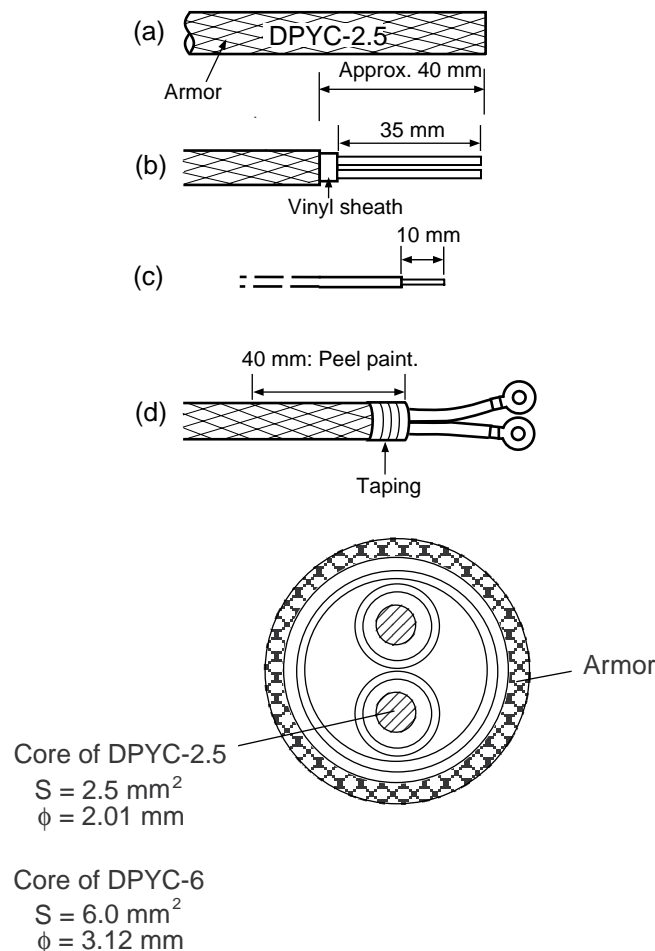 (a)
DPYC-2.5
Armor
Approx. 40 mm
35 mm
(b)
Vinyl sheath
10 mm
(c)
40 mm: Peel paint.
(d)
Taping
Armor
Core of DPYC-2.5
S = 2.5 mm²
ϕ = 2.01 mm
Core of DPYC-6
S = 6.0 mm²
ϕ = 3.12 mm